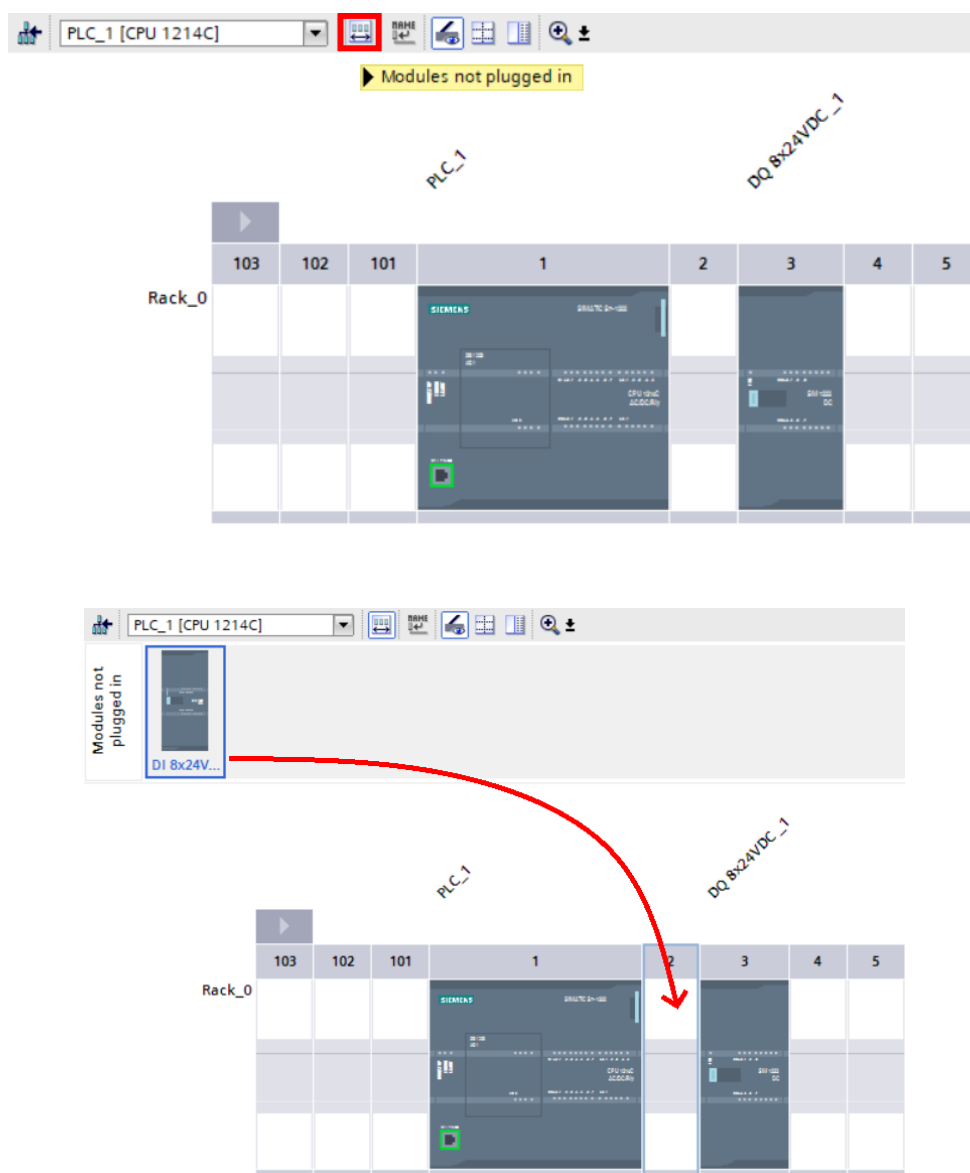 PLC_1 [CPU 1214C]
NAME
Modules not plugged in
PLC_1
DQ 8x24VDC_1
103 102 101 1 2 3 4 5
Rack_0
SIEMENS
PLC_1 [CPU 1214C]
NAME
Modules not
plugged in
DI 8x24V...
PLC_1
DQ 8x24VDC_1
103 102 101 1 2 3 4 5
Rack_0
SIEMENS